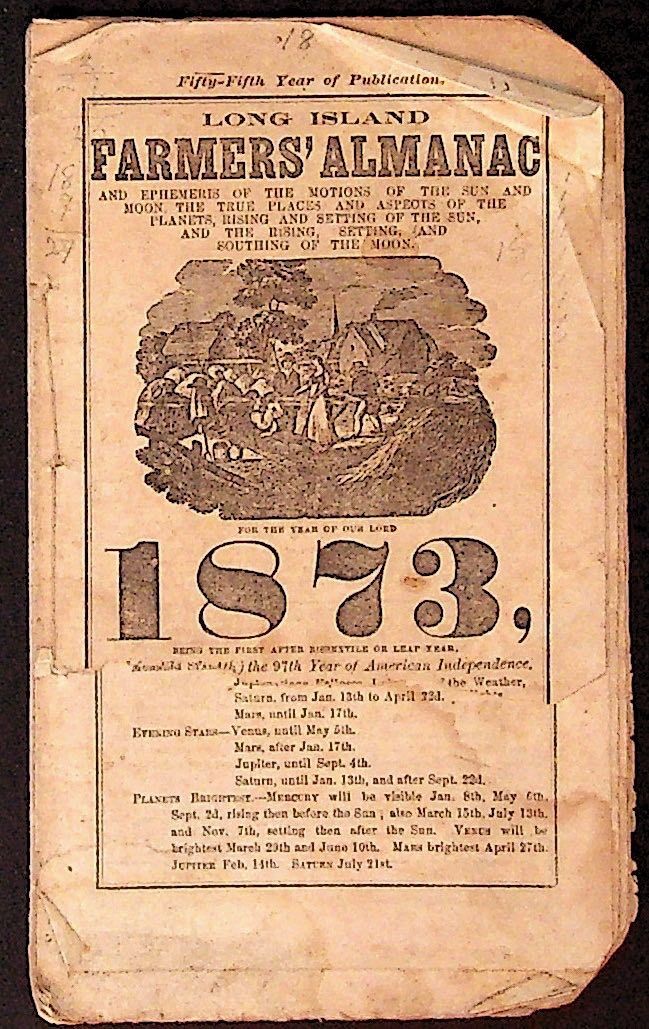 18
Fifty-Fifth Year of Publication.
LONG ISLAND
FARMERS' ALMANAC
AND EPHEMERIS OF THE MOTIONS OF THE SUN AND
MOON, THE TRUE PLACES AND ASPECTS OF THE
PLANETS, RISING AND SETTING OF THE SUN,
AND THE RISING, SETTING, AND
SOUTHING OF THE MOON.
FOR THE YEAR OF OUR LORD
1873,
BEING THE FIRST AFTER BISSEXTILE OR LEAP YEAR,
the 97th Year of American Independence.
the Weather,
Saturn, from Jan. 13th to April 22d.
Mars, until Jan. 17th.
EVENING STARS—Venus, until May 5th.
Mars, after Jan. 17th.
Jupiter, until Sept. 4th.
Saturn, until Jan. 13th, and after Sept. 22d.
PLANETS BRIGHTEST.—MERCURY will be visible Jan. 8th, May 6th,
Sept. 2d, rising then before the Sun; also March 15th, July 13th,
and Nov. 7th, setting then after the Sun. VENUS will be
brightest March 29th and June 10th. MARS brightest April 27th.
JUPITER Feb. 14th. SATURN July 21st.